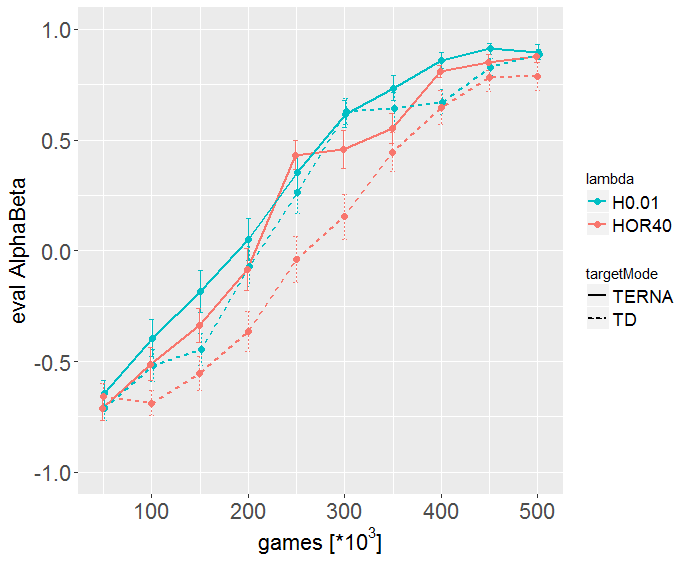 1.0
0.5
0.0
-0.5
-1.0
eval AlphaBeta
100 200 300 400 500
games [*10³]
lambda
H0.01
HOR40
targetMode
TERNA
TD